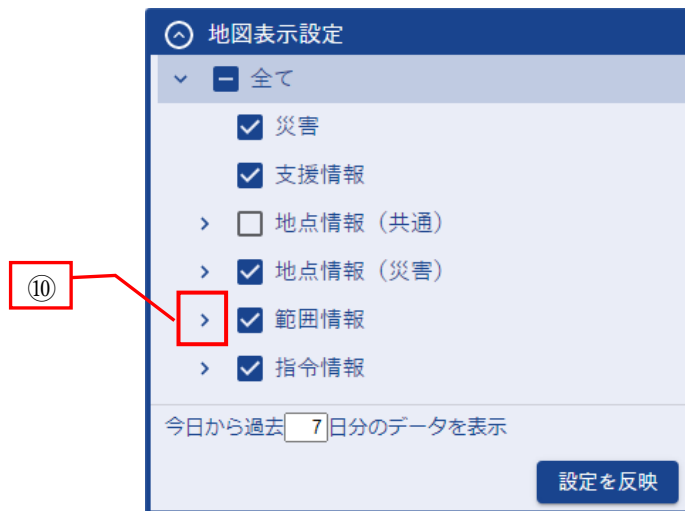 地図表示設定
全て
災害
支援情報
地点情報（共通）
地点情報（災害）
⑩
範囲情報
指令情報
今日から過去 7 日分のデータを表示
設定を反映